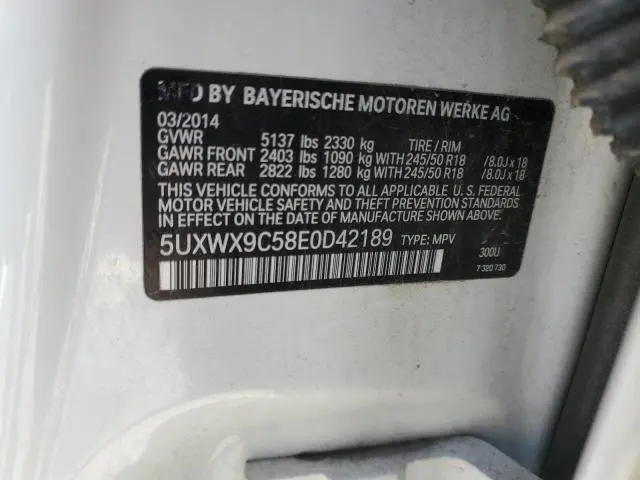 MFD BY BAYERISCHE MOTOREN WERKE AG
03/2014
GVWR 5137 lbs 2330 kg TIRE / RIM
GAWR FRONT 2403 lbs 1090 kg WITH 245/50 R18 /8.0J x 18
GAWR REAR 2822 lbs 1280 kg WITH 245/50 R18 /8.0J x 18
THIS VEHICLE CONFORMS TO ALL APPLICABLE U. S. FEDERAL
MOTOR VEHICLE SAFETY AND THEFT PREVENTION STANDARDS
IN EFFECT ON THE DATE OF MANUFACTURE SHOWN ABOVE.
5UXWX9C58E0D42189 TYPE: MPV
300U
7 320 730